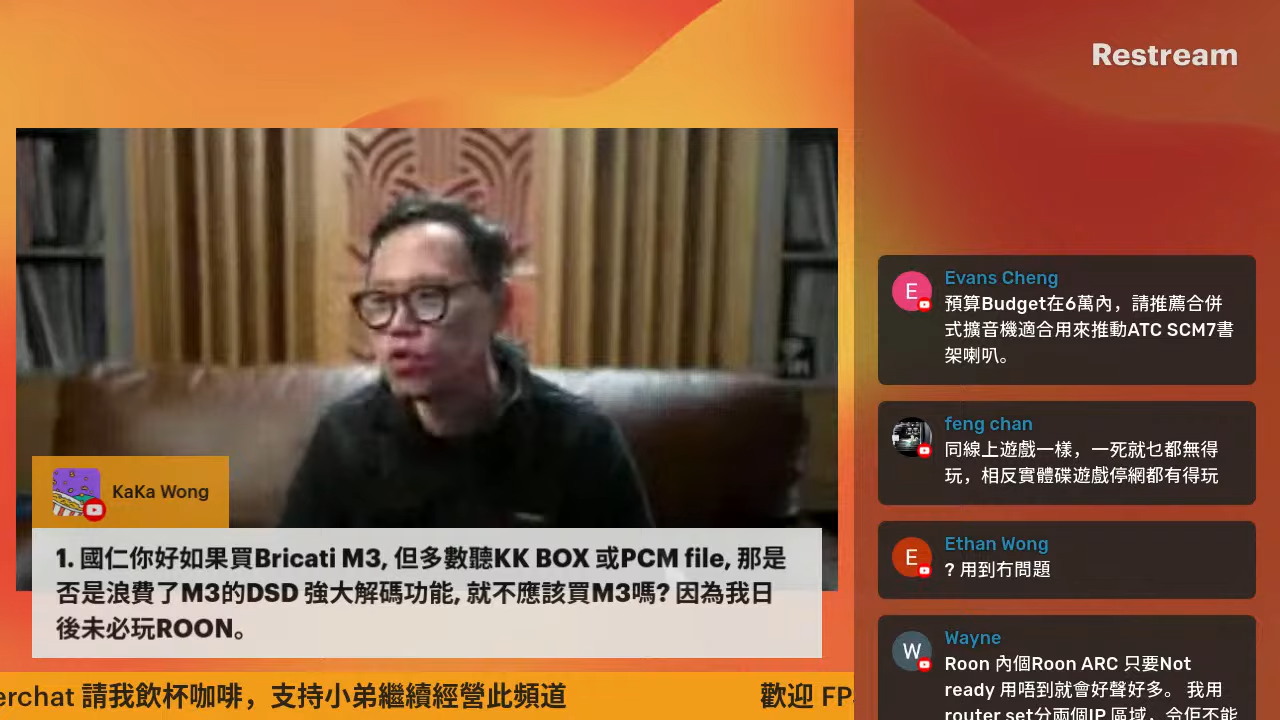 Restream
Evans Cheng
預算Budget在6萬內，請推薦合併
式擴音機適合用來推動ATC SCM7書
架喇叭。
feng chan
同線上遊戲一樣，一死就乜都無得
玩，相反實體碟遊戲停網都有得玩
Ethan Wong
? 用到冇問題
Wayne
Roon 內個Roon ARC 只要Not
ready 用唔到就會好聲好多。 我用
router set分兩個IP 區域，令佢不能
KaKa Wong
1. 國仁你好如果買Bricati M3, 但多數聽KK BOX 或PCM file, 那是
否是浪費了M3的DSD 強大解碼功能, 就不應該買M3嗎? 因為我日
後未必玩ROON。
erchat 請我飲杯咖啡，支持小弟繼續經營此頻道 歡迎 FP